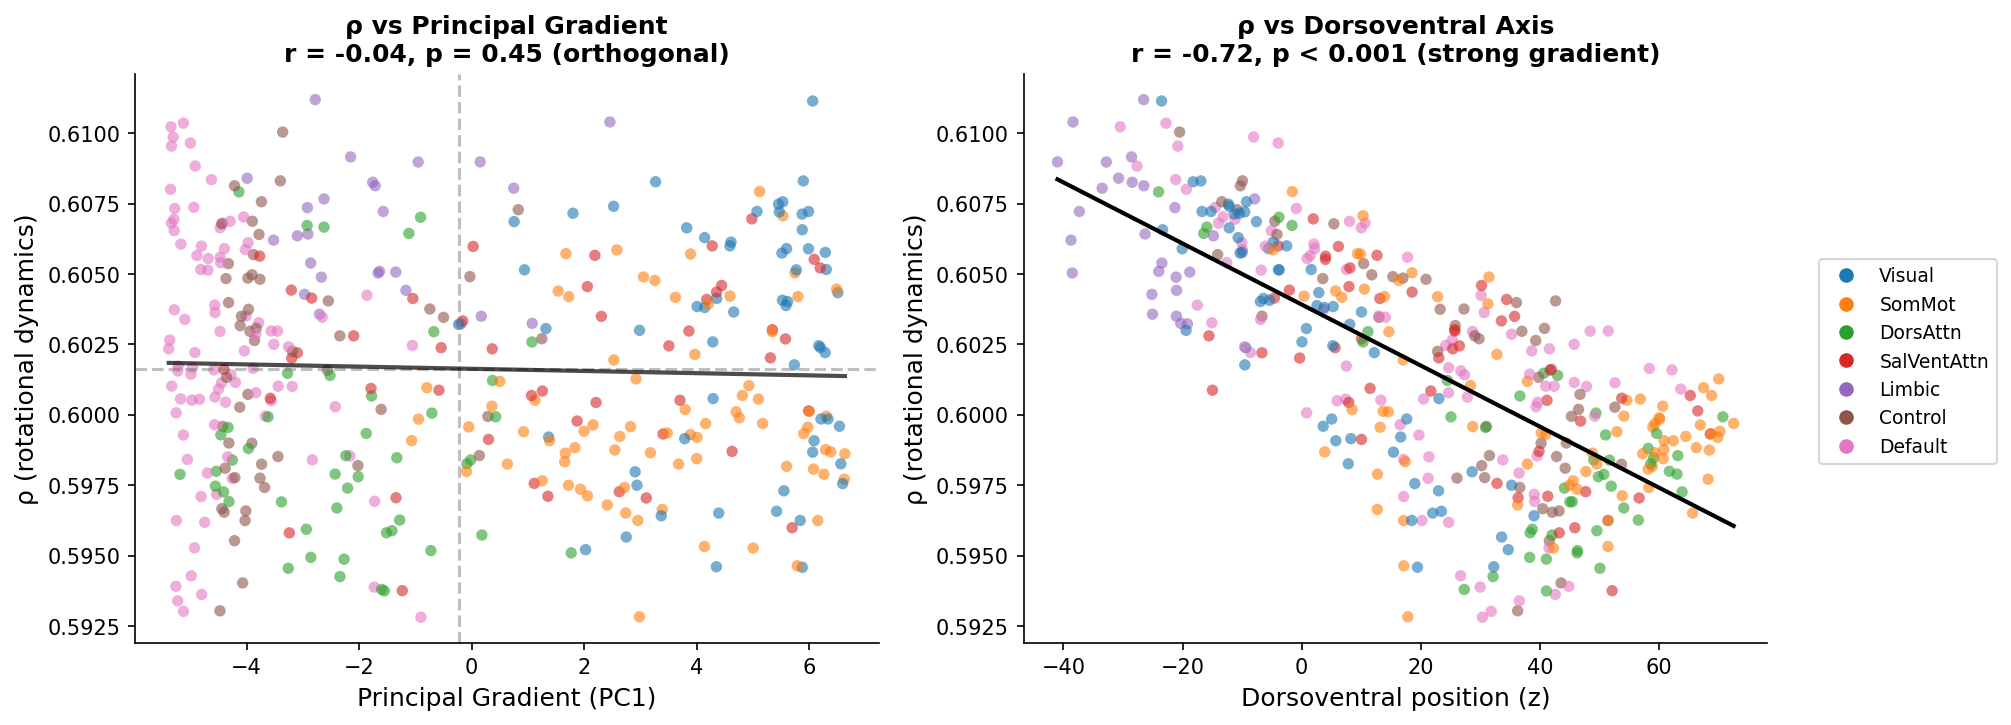 ρ vs Principal Gradient
r = -0.04, p = 0.45 (orthogonal)
ρ (rotational dynamics)
0.6100
0.6075
0.6050
0.6025
0.6000
0.5975
0.5950
0.5925
−4
−2
0
2
4
6
Principal Gradient (PC1)
ρ vs Dorsoventral Axis
r = -0.72, p < 0.001 (strong gradient)
ρ (rotational dynamics)
0.6100
0.6075
0.6050
0.6025
0.6000
0.5975
0.5950
0.5925
−40
−20
0
20
40
60
Dorsoventral position (z)
Visual
SomMot
DorsAttn
SalVentAttn
Limbic
Control
Default